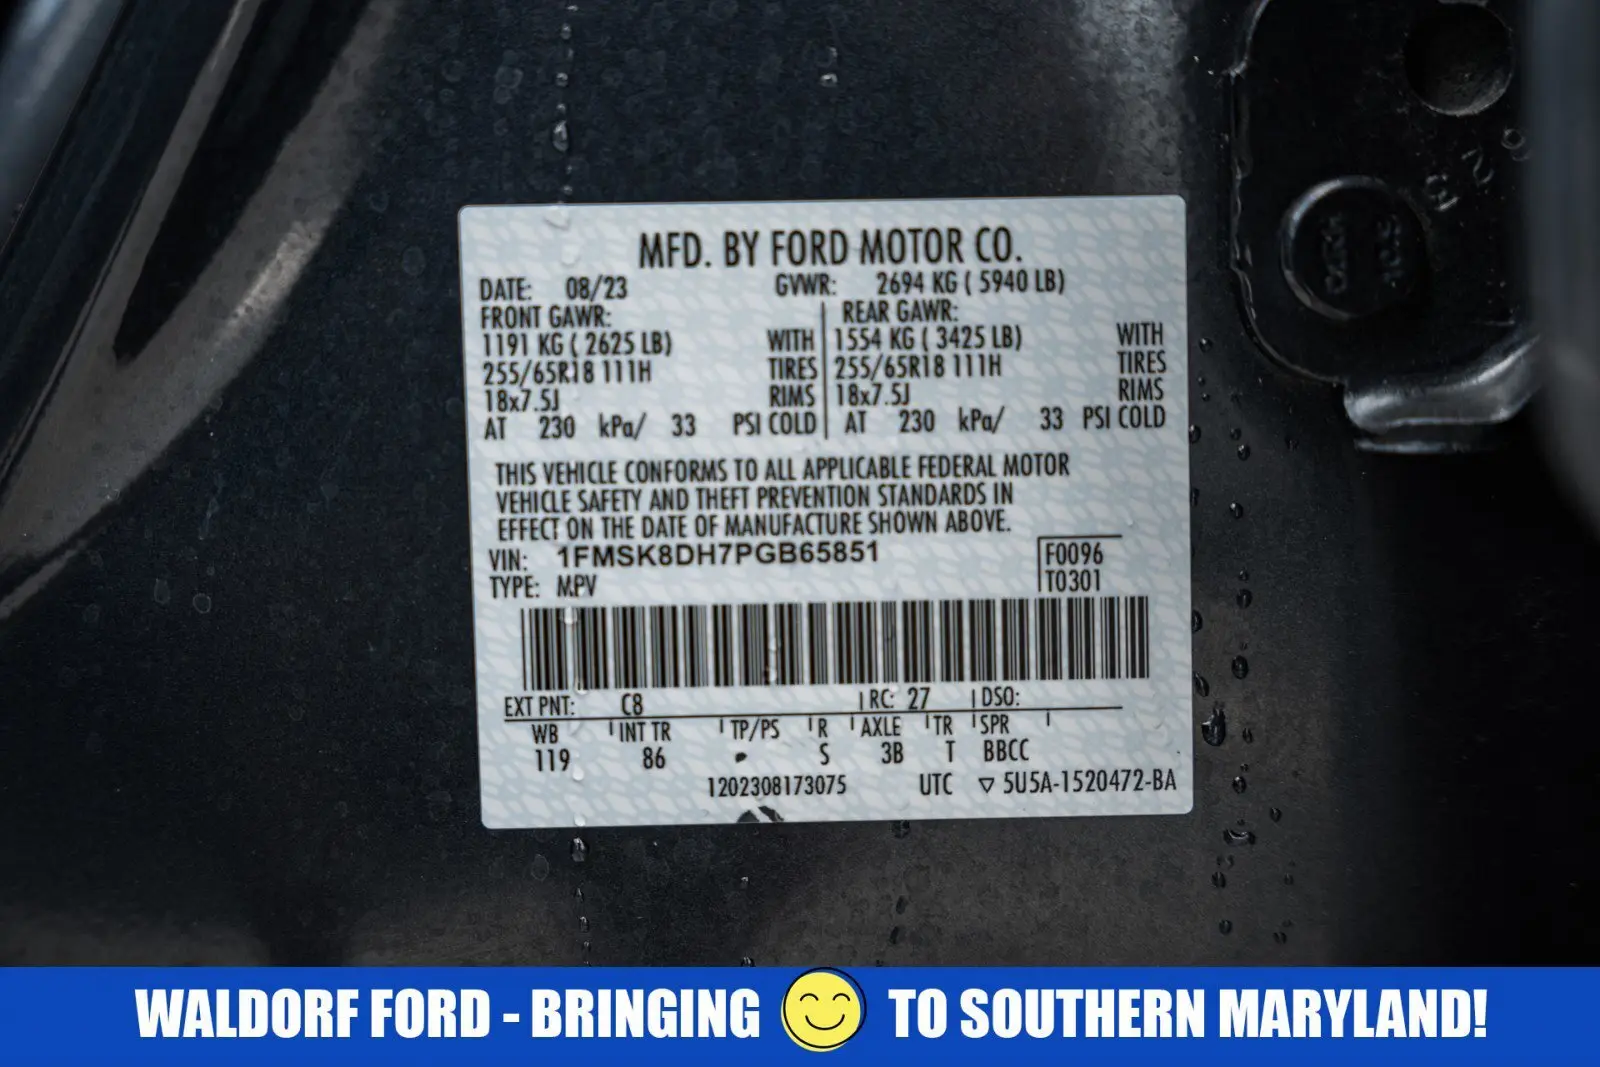 MFD. BY FORD MOTOR CO.
DATE: 08/23 GVWR: 2694 KG ( 5940 LB)
FRONT GAWR: REAR GAWR:
1191 KG ( 2625 LB) WITH 1554 KG ( 3425 LB) WITH
255/65R18 111H TIRES 255/65R18 111H TIRES
18x7.5J RIMS 18x7.5J RIMS
AT 230 kPa/ 33 PSI COLD AT 230 kPa/ 33 PSI COLD
THIS VEHICLE CONFORMS TO ALL APPLICABLE FEDERAL MOTOR
VEHICLE SAFETY AND THEFT PREVENTION STANDARDS IN
EFFECT ON THE DATE OF MANUFACTURE SHOWN ABOVE.
VIN: 1FMSK8DH7PGB65851 F0096
TYPE: MPV T0301
EXT PNT: C8 RC: 27 DSO:
WB INT TR TP/PS R AXLE TR SPR
119 86 S 3B T BBCC
1202308173075 UTC ▽ 5U5A-1520472-BA
WALDORF FORD - BRINGING TO SOUTHERN MARYLAND!